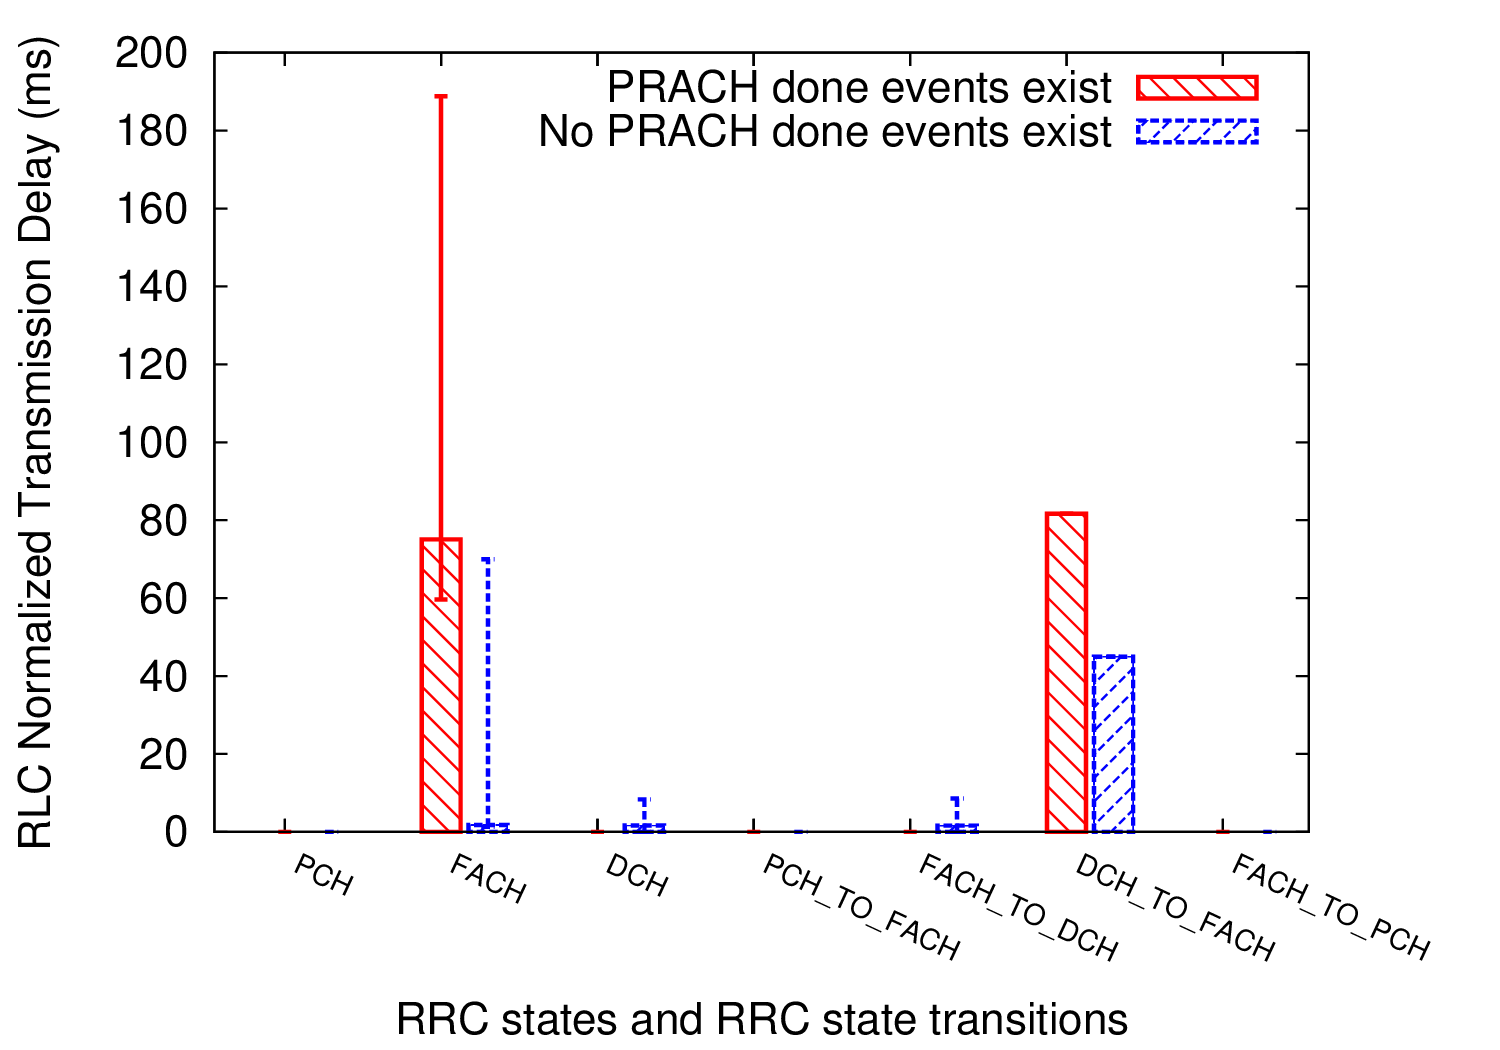 RLC Normalized Transmission Delay (ms)
200
180
160
140
120
100
80
60
40
20
0
PRACH done events exist
No PRACH done events exist
PCH
FACH
DCH
PCH_TO_FACH
FACH_TO_DCH
DCH_TO_FACH
FACH_TO_PCH
RRC states and RRC state transitions